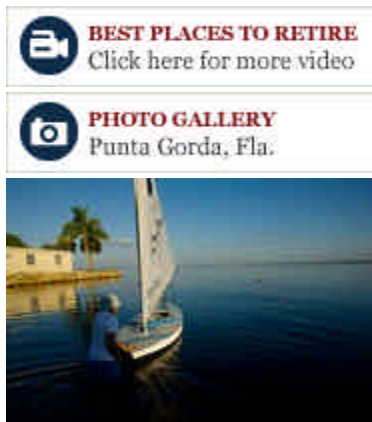 BEST PLACES TO RETIRE
Click here for more video
PHOTO GALLERY
Punta Gorda, Fla.